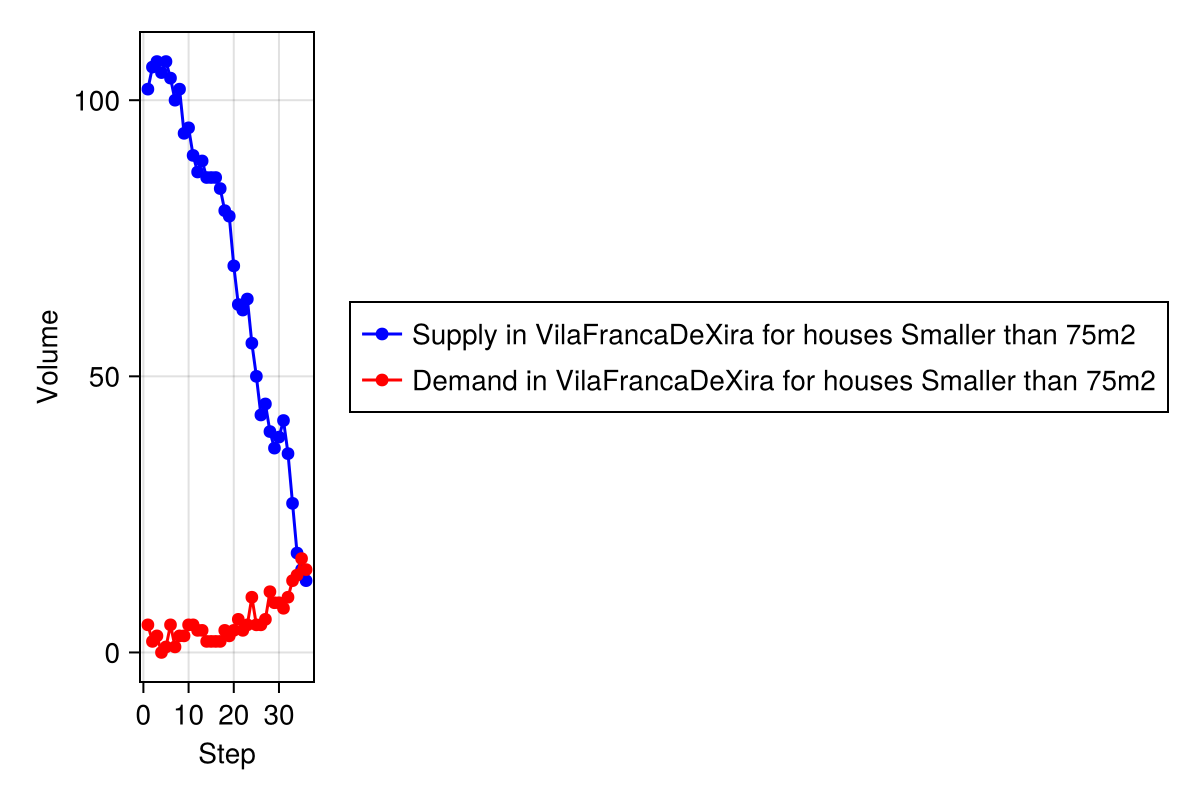 100
50
0
Volume
0 10 20 30
Step
Supply in VilaFrancaDeXira for houses Smaller than 75m2
Demand in VilaFrancaDeXira for houses Smaller than 75m2